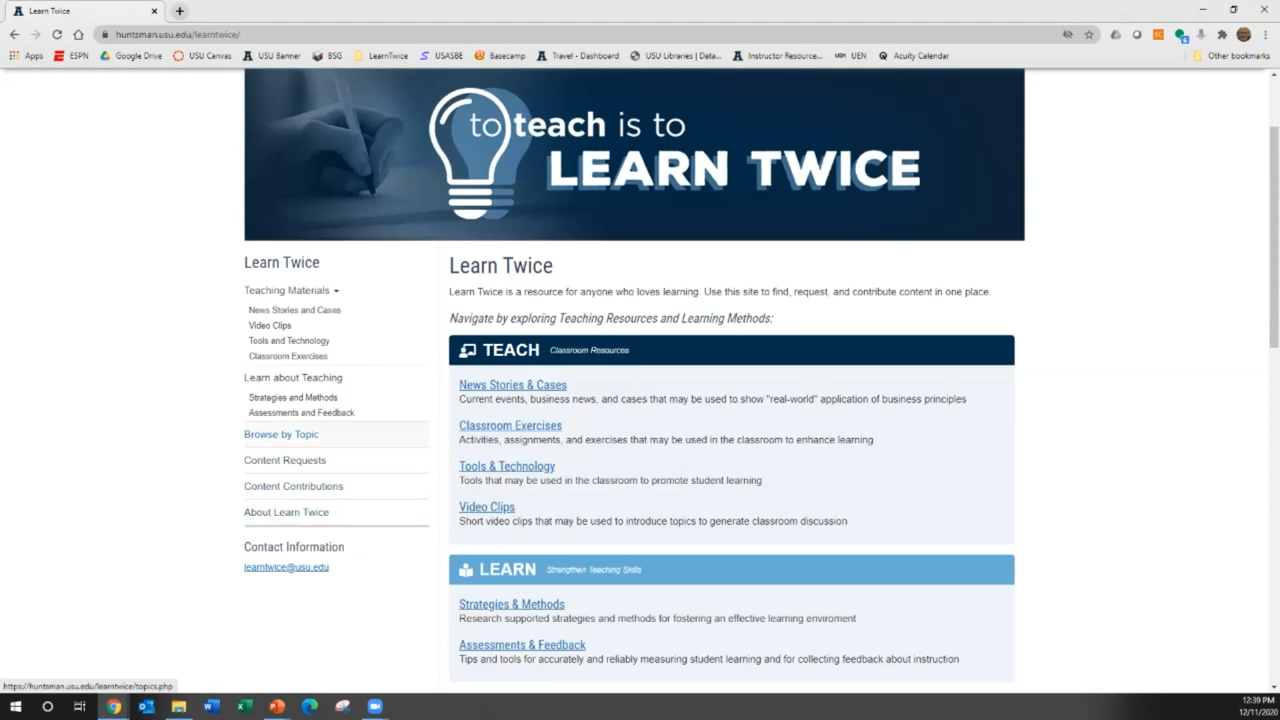 Learn Twice
huntsman.usu.edu/learntwice/
Apps ESPN Google Drive USU Canvas USU Banner BSG LearnTwice USASBE Basecamp Travel - Dashboard USU Libraries | Data... Instructor Resource... UEN UEN Acuity Calendar Other bookmarks
to teach is to
LEARN TWICE
Learn Twice
Teaching Materials
News Stories and Cases
Video Clips
Tools and Technology
Classroom Exercises
Learn about Teaching
Strategies and Methods
Assessments and Feedback
Browse by Topic
Content Requests
Content Contributions
About Learn Twice
Contact Information
learntwice@usu.edu
Learn Twice
Learn Twice is a resource for anyone who loves learning. Use this site to find, request, and contribute content in one place.
Navigate by exploring Teaching Resources and Learning Methods:
TEACH Classroom Resources
News Stories & Cases
Current events, business news, and cases that may be used to show "real-world" application of business principles
Classroom Exercises
Activities, assignments, and exercises that may be used in the classroom to enhance learning
Tools & Technology
Tools that may be used in the classroom to promote student learning
Video Clips
Short video clips that may be used to introduce topics to generate classroom discussion
LEARN Strengthen Teaching Skills
Strategies & Methods
Research supported strategies and methods for fostering an effective learning enviroment
Assessments & Feedback
Tips and tools for accurately and reliably measuring student learning and for collecting feedback about instruction
https://huntsman.usu.edu/learntwice/topics.php
12:39 PM
12/11/2020